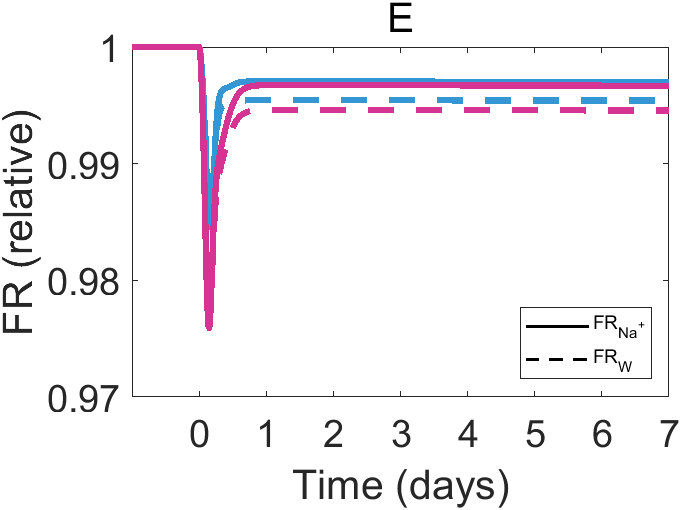 E
FR (relative)
1
0.99
0.98
0.97
FR_Na+
FR_W
0 1 2 3 4 5 6 7
Time (days)